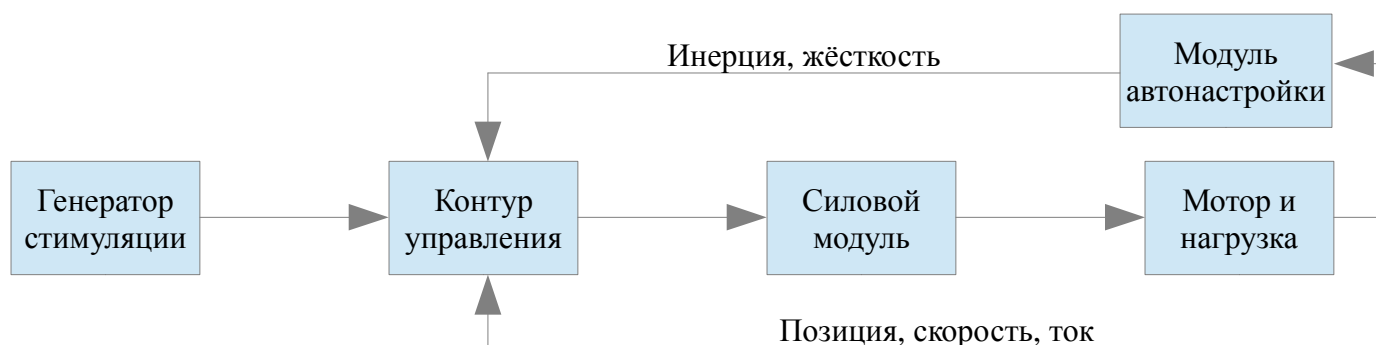 Инерция, жёсткость
Модуль
автонастройки
Генератор
стимуляции
Контур
управления
Силовой
модуль
Мотор и
нагрузка
Позиция, скорость, ток